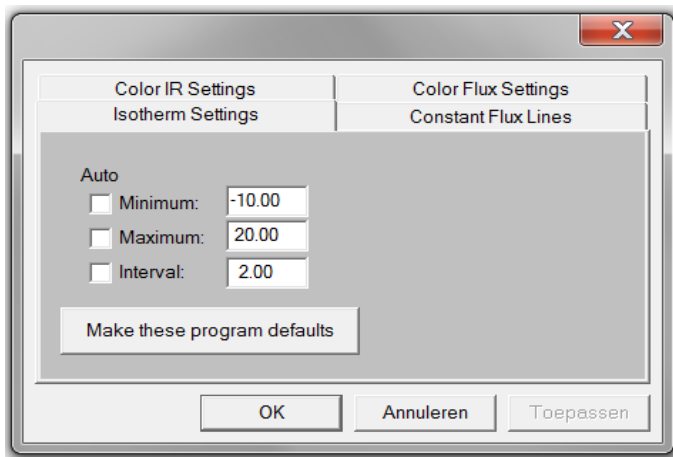 Color IR Settings
Color Flux Settings
Isotherm Settings
Constant Flux Lines
Auto
Minimum: -10.00
Maximum: 20.00
Interval: 2.00
Make these program defaults
OK Annuleren Toepassen